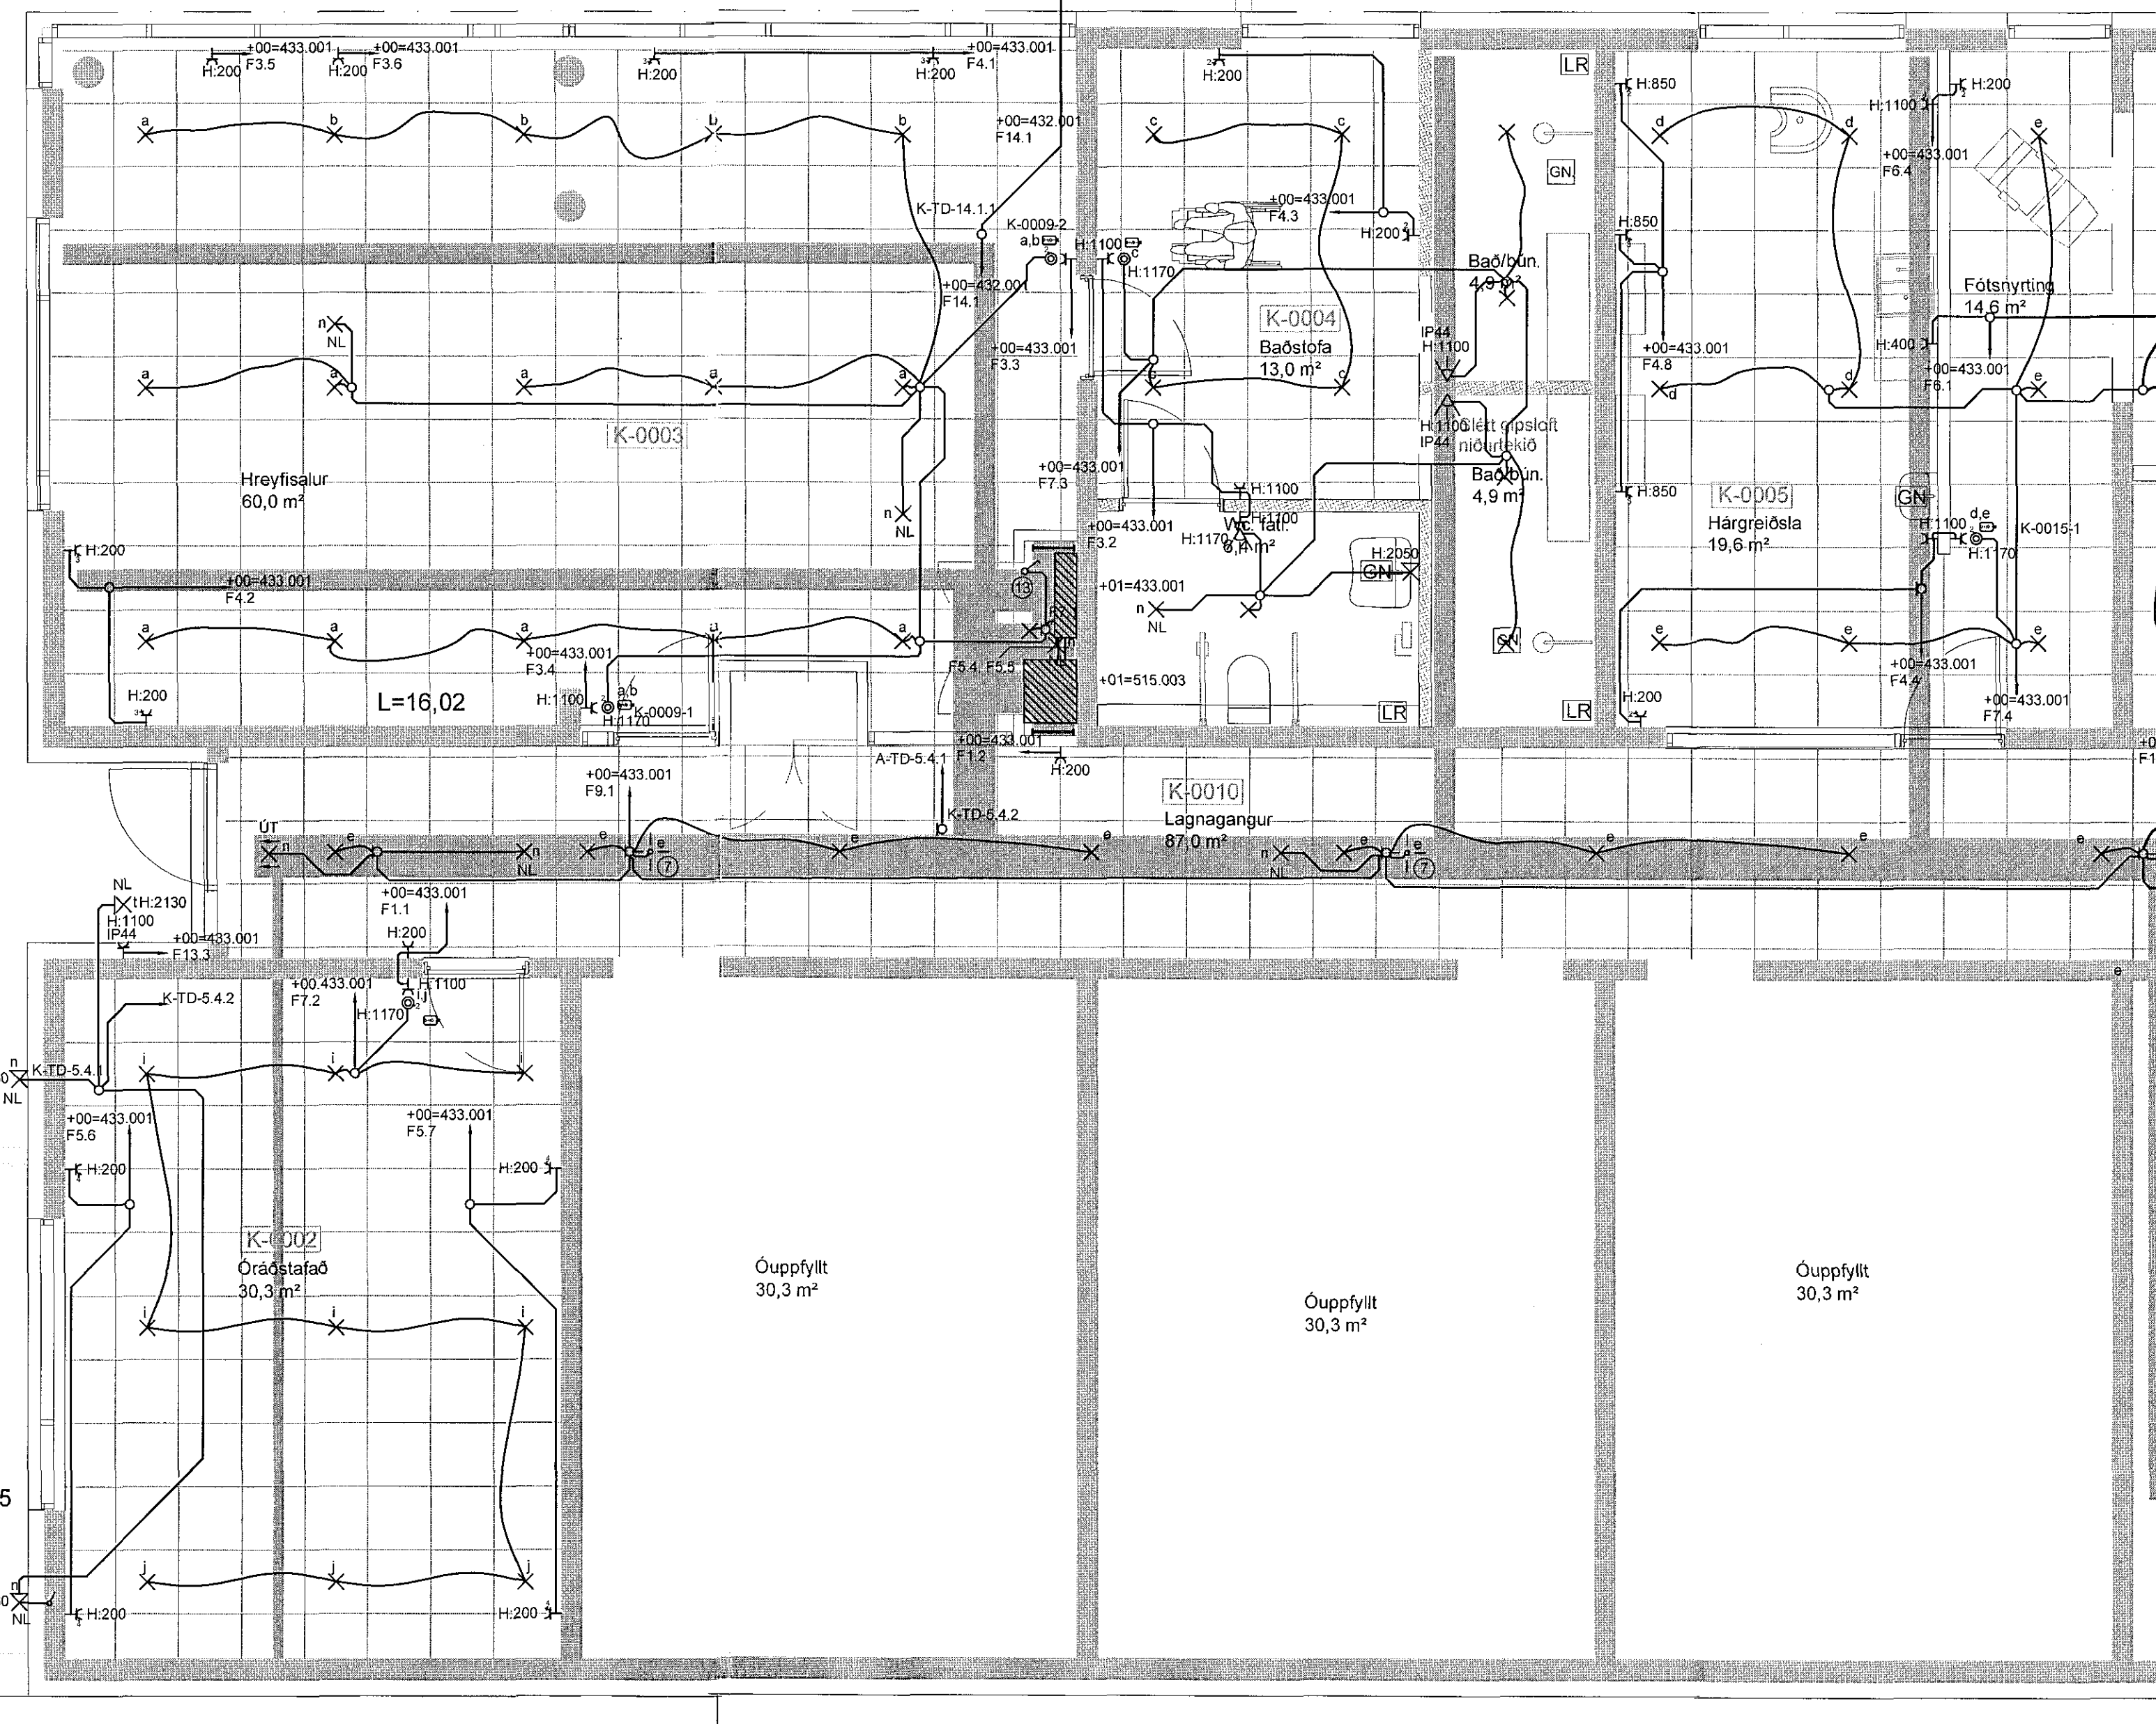 +00=433.001
F3.5
H:200
+00=433.001
F3.6
H:200
H:200
+00=433.001
F4.1
H:200
H:200
LR
H:850
H:200
H:1100
a
b
b
b
b
+00=432.001
F14.1
c
c
d
d
e
+00=433.001
F6.4
GN
K-TD-14.1.1
K-0009-2
a,b
H:1100
c
H:1170
+00=433.001
F4.3
H:200
H:850
+00=432.001
F14.1
Bað/bún.
4,9 m²
Fótsnyrting
14,6 m²
n
NL
K-0004
Baðstofa
13,0 m²
IP44
H:1100
+00=433.001
F3.3
+00=433.001
F4.8
H:400
+00=433.001
F6.1
a
a
a
a
a
c
c
d
d
e
K-0003
H:1100
IP44
Slétt gipsloft
niðurtekið
Hreyfisalur
60,0 m²
+00=433.001
F7.3
Bað/bún.
4,9 m²
H:1100
H:850
K-0005
Hárgreiðsla
19,6 m²
GN
n
NL
+00=433.001
F3.2
H:1100
H:1170
H:1100
d,e
K-0015-1
H:1170
H:200
H:2050
GN
+00=433.001
F4.2
13
+01=433.001
n
NL
a
a
a
a
+00=433.001
F3.4
F5.4
F5.5
GN
e
e
e
+00=433.001
F4.4
H:200
L=16,02
H:1100
a,b
K-0009-1
H:1170
+01=515.003
LR
LR
H:200
+00=433.001
F7.4
+00=433.001
F1.2
A-TD-5.4.1
H:200
+00=433.001
F9.1
K-0010
Lagnagangur
87,0 m²
K-TD-5.4.2
ÚT
n
e
n
NL
e
e
7
e
e
n
NL
e
7
e
e
e
NL
tH:2130
H:1100
IP44
+00=433.001
F13.3
+00=433.001
F1.1
H:200
e
K-TD-5.4.2
+00.433.001
F7.2
H:1100
i,j
H:1170
n
K-TD-5.4.1
NL
i
i
i
+00=433.001
F5.6
+00=433.001
F5.7
H:200
H:200
K-0002
Óráðstafað
30,3 m²
Óuppfyllt
30,3 m²
Óuppfyllt
30,3 m²
Óuppfyllt
30,3 m²
i
i
i
5
j
j
j
n
NL
H:200
H:200